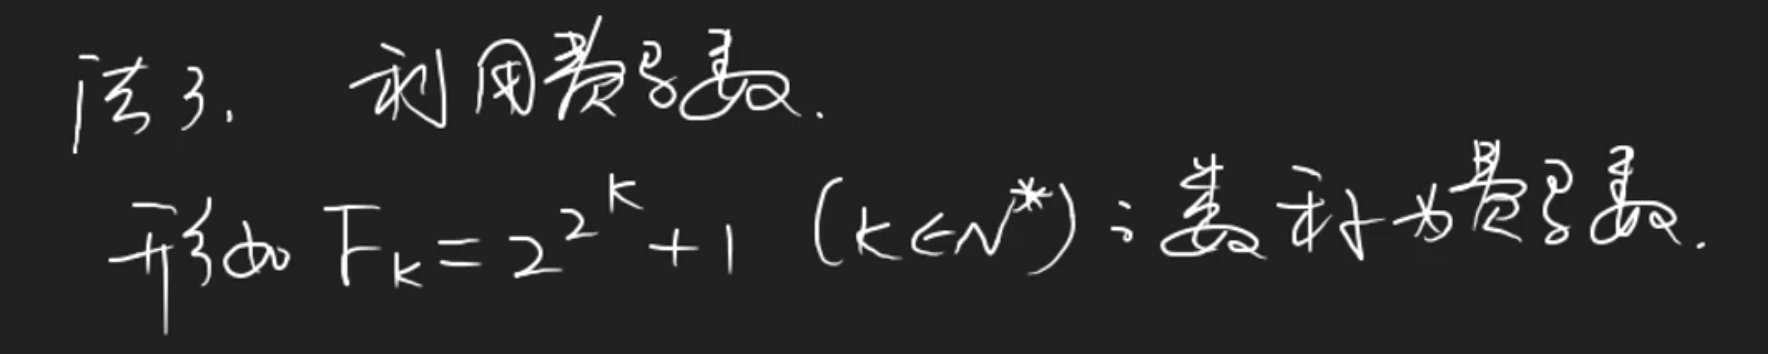 法3. 利用费马数.
形如 F_k = 2^{2^k} + 1 (k∈N*) 之数称为费马数.